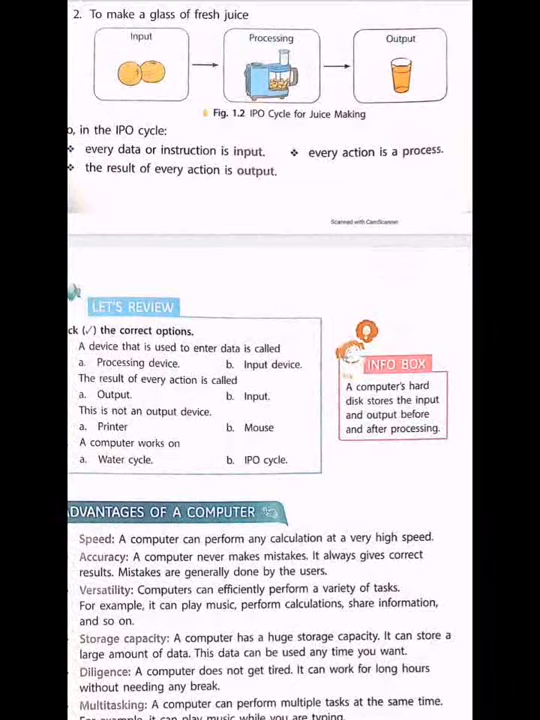 2. To make a glass of fresh juice
Input Processing Output
Fig. 1.2 IPO Cycle for Juice Making
o, in the IPO cycle:
❖ every data or instruction is input. ❖ every action is a process.
❖ the result of every action is output.
Scanned with CamScanner
LET'S REVIEW
ck (✓) the correct options.
A device that is used to enter data is called
a. Processing device. b. Input device.
The result of every action is called
a. Output. b. Input.
This is not an output device.
a. Printer b. Mouse
A computer works on
a. Water cycle. b. IPO cycle.
INFO BOX
A computer's hard
disk stores the input
and output before
and after processing.
ADVANTAGES OF A COMPUTER
Speed: A computer can perform any calculation at a very high speed.
Accuracy: A computer never makes mistakes. It always gives correct
results. Mistakes are generally done by the users.
Versatility: Computers can efficiently perform a variety of tasks.
For example, it can play music, perform calculations, share information,
and so on.
Storage capacity: A computer has a huge storage capacity. It can store a
large amount of data. This data can be used any time you want.
Diligence: A computer does not get tired. It can work for long hours
without needing any break.
Multitasking: A computer can perform multiple tasks at the same time.
For example, it can play music while you are typing.